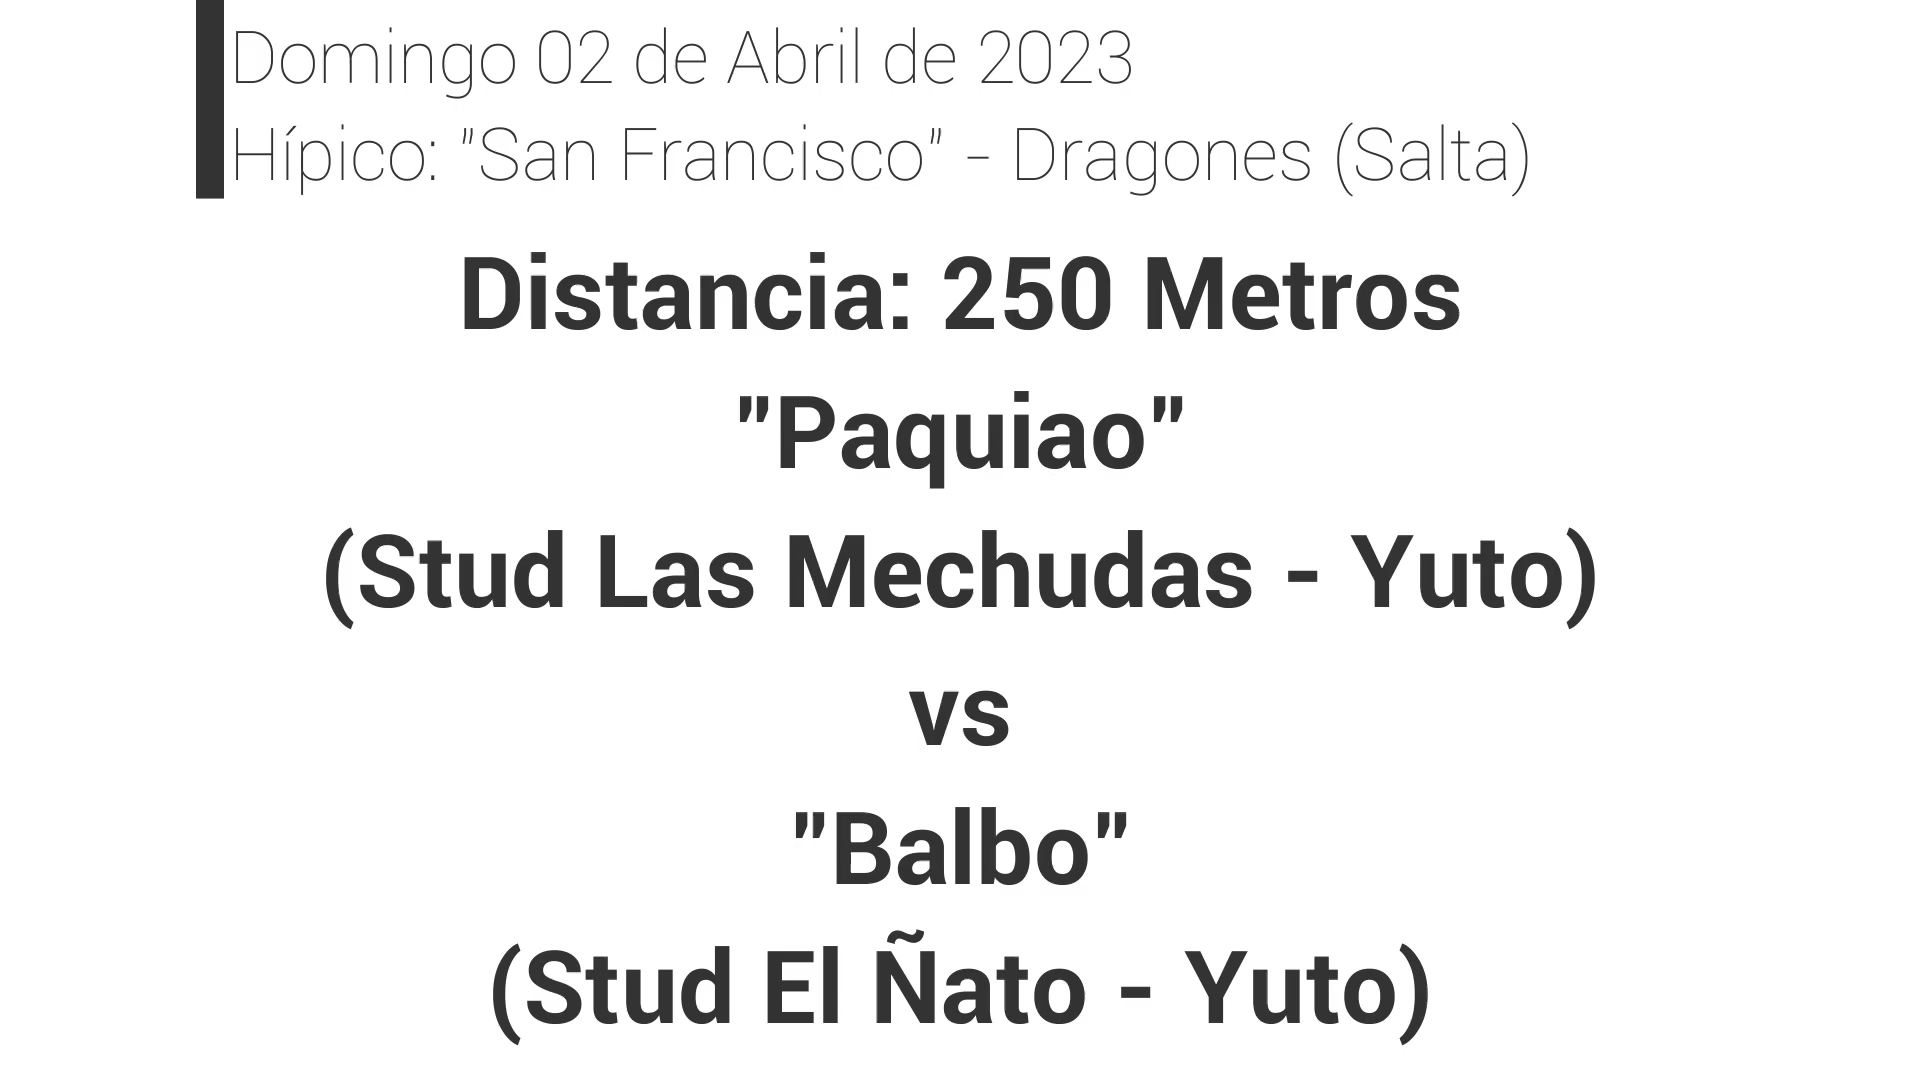 Domingo 02 de Abril de 2023
Hípico: "San Francisco" - Dragones (Salta)
Distancia: 250 Metros
"Paquiao"
(Stud Las Mechudas - Yuto)
vs
"Balbo"
(Stud El Ñato - Yuto)